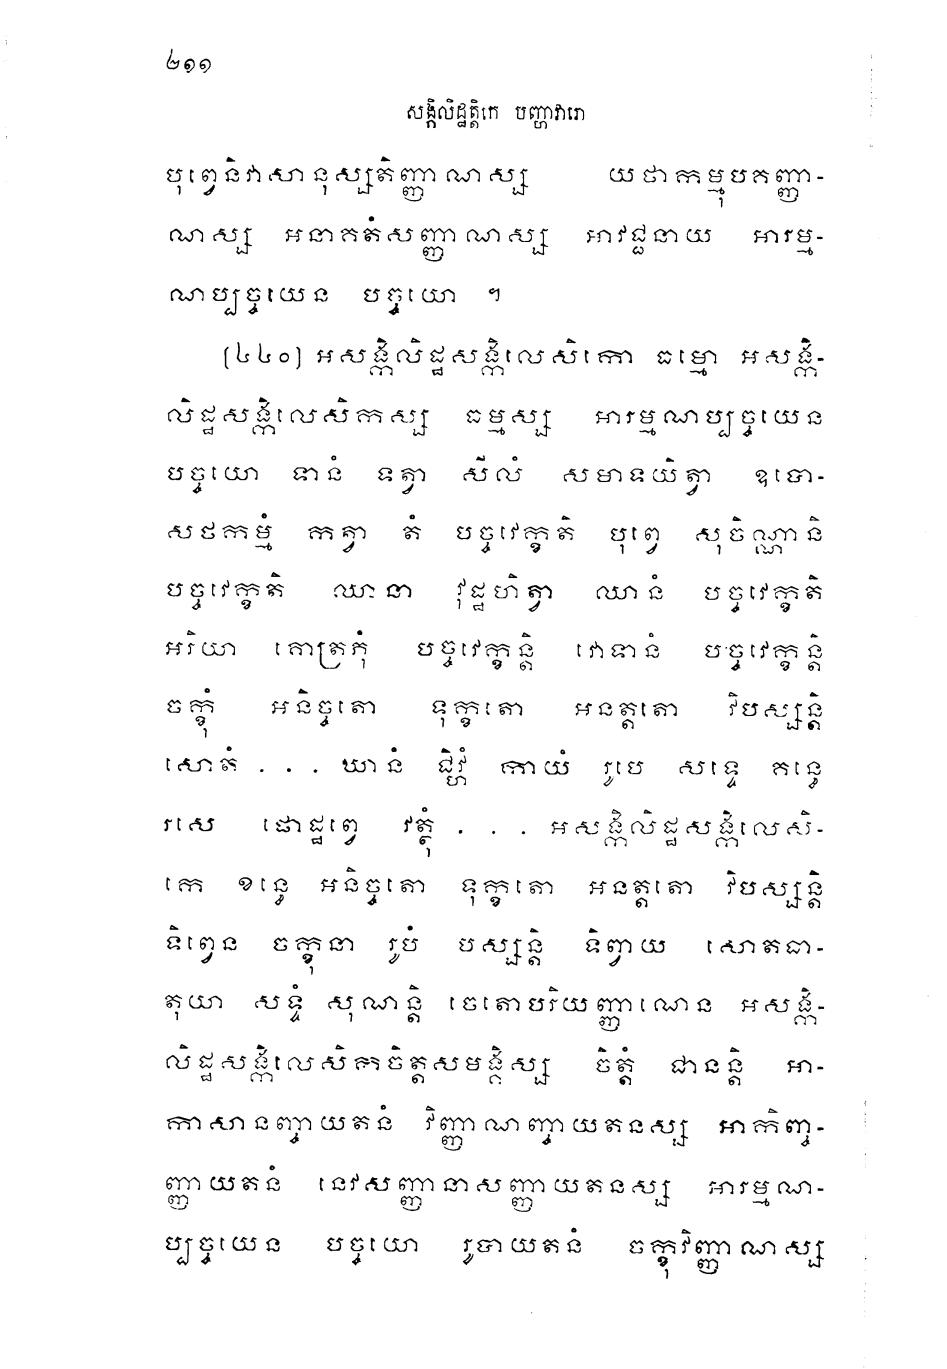 ២១១
សង្កិលិដ្ឋត្តិកេ បញ្ហាវារោ
បុព្វេនិវាសានុស្សតិញ្ញាណស្ស យថាកម្មុបគញ្ញា-
ណស្ស អនាគតំសញ្ញាណស្ស អាវជ្ជនាយ អារម្ម-
ណប្បច្ចយេន បច្ចយោ ។
(៤៤០) អសង្កិលិដ្ឋសង្កិលេសិកោ ធម្មោ អសង្កិ-
លិដ្ឋសង្កិលេសិកស្ស ធម្មស្ស អារម្មណប្បច្ចយេន
បច្ចយោ ទានំ ទត្វា សីលំ សមាទយិត្វា ឧបោ-
សថកម្មំ កត្វា តំ បច្ចវេក្ខតិ បុព្វេ សុចិណ្ណានិ
បច្ចវេក្ខតិ ឈានា វុដ្ឋហិត្វា ឈានំ បច្ចវេក្ខតិ
អរិយា គោត្រភុំ បច្ចវេក្ខន្តិ វោទានំ បច្ចវេក្ខន្តិ
ចក្ខុំ អនិច្ចតោ ទុក្ខតោ អនត្តតោ វិបស្សន្តិ
សោតំ . . . ឃានំ ជិវ្ហំ កាយំ រូបេ សទ្ទេ គន្ធេ
រសេ ផោដ្ឋព្វេ វត្ថុំ . . . អសង្កិលិដ្ឋសង្កិលេសិ-
កេ ខន្ធេ អនិច្ចតោ ទុក្ខតោ អនត្តតោ វិបស្សន្តិ
ទិព្វេន ចក្ខុនា រូបំ បស្សន្តិ ទិព្វាយ សោតធា-
តុយា សទ្ទំ សុណន្តិ ចេតោបរិយញ្ញាណេន អសង្កិ-
លិដ្ឋសង្កិលេសិកចិត្តសមង្គិស្ស ចិត្តំ ជានន្តិ អា-
កាសានញ្ចាយតនំ វិញ្ញាណញ្ចាយតនស្ស អាកិញ្ច-
ញ្ញាយតនំ នេវសញ្ញានាសញ្ញាយតនស្ស អារម្មណ-
ប្បច្ចយេន បច្ចយោ រូបាយតនំ ចក្ខុវិញ្ញាណស្ស